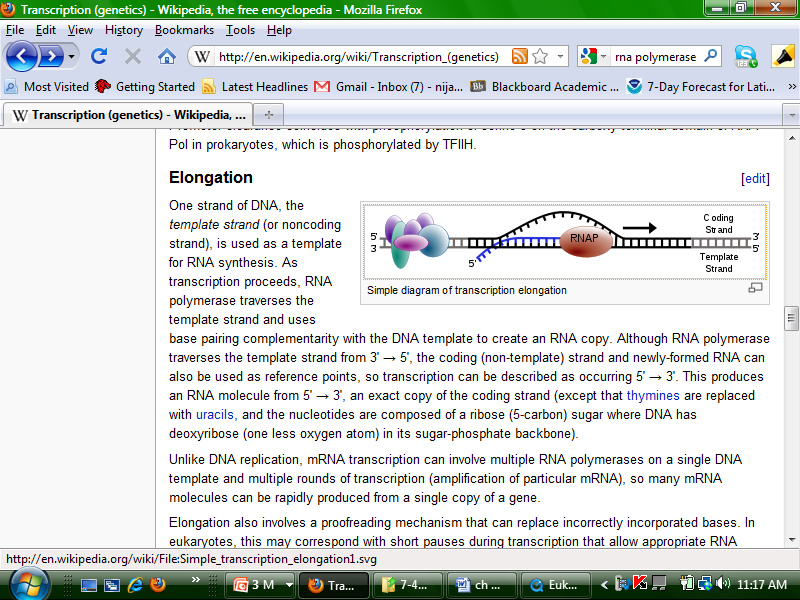 Transcription (genetics) - Wikipedia, the free encyclopedia - Mozilla Firefox
File Edit View History Bookmarks Tools Help
http://en.wikipedia.org/wiki/Transcription_(genetics)
rna polymerase
Most Visited Getting Started Latest Headlines Gmail - Inbox (7) - nija... Bb Blackboard Academic ... 7-Day Forecast for Lati... »
W Transcription (genetics) - Wikipedia, ...
Pol in prokaryotes, which is phosphorylated by TFIIH.
Elongation
[edit]
One strand of DNA, the
template strand (or noncoding
strand), is used as a template
for RNA synthesis. As
transcription proceeds, RNA
polymerase traverses the
template strand and uses
5'
3'
5'
RNAP
Coding
Strand
3'
5'
Template
Strand
Simple diagram of transcription elongation
base pairing complementarity with the DNA template to create an RNA copy. Although RNA polymerase
traverses the template strand from 3' → 5', the coding (non-template) strand and newly-formed RNA can
also be used as reference points, so transcription can be described as occurring 5' → 3'. This produces
an RNA molecule from 5' → 3', an exact copy of the coding strand (except that thymines are replaced
with uracils, and the nucleotides are composed of a ribose (5-carbon) sugar where DNA has
deoxyribose (one less oxygen atom) in its sugar-phosphate backbone).
Unlike DNA replication, mRNA transcription can involve multiple RNA polymerases on a single DNA
template and multiple rounds of transcription (amplification of particular mRNA), so many mRNA
molecules can be rapidly produced from a single copy of a gene.
Elongation also involves a proofreading mechanism that can replace incorrectly incorporated bases. In
eukaryotes, this may correspond with short pauses during transcription that allow appropriate RNA
http://en.wikipedia.org/wiki/File:Simple_transcription_elongation1.svg
» 3 M Tra... 7-4... ch ... Euk... < 11:17 AM